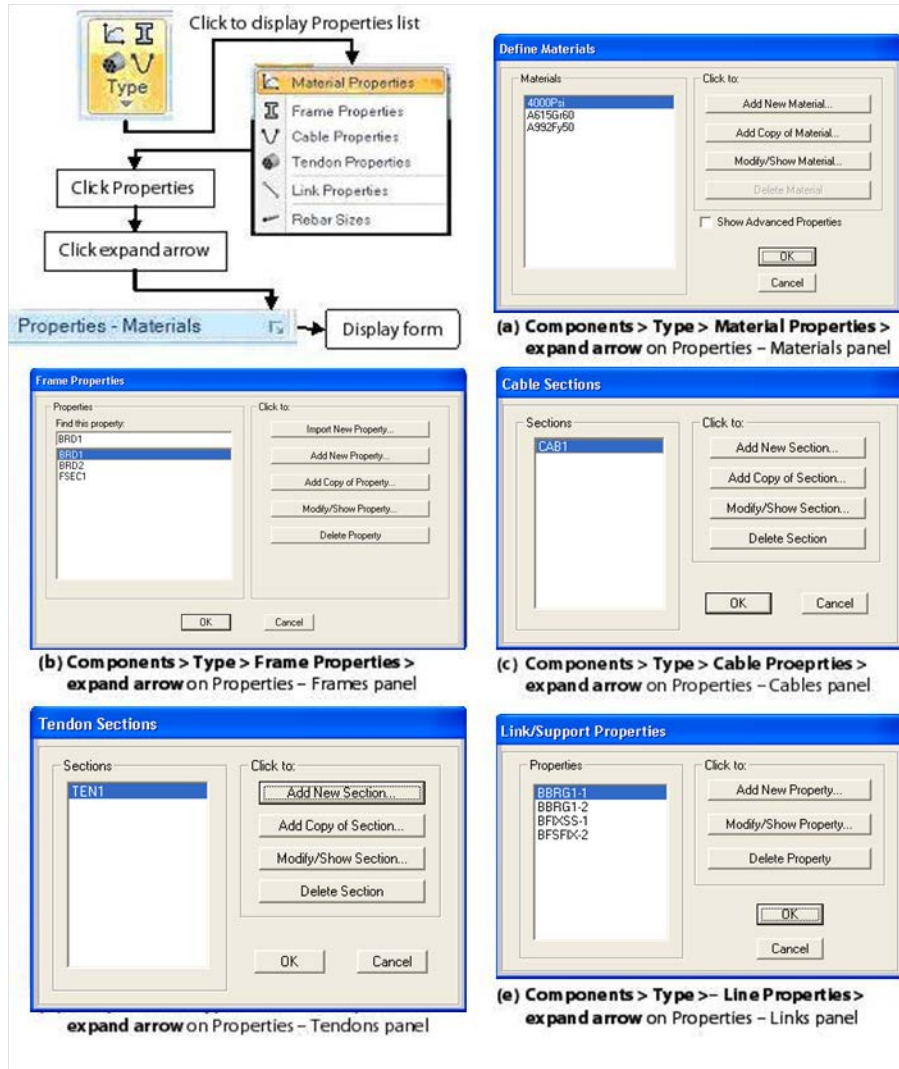 Click to display Properties list
Type
Material Properties
Frame Properties
Cable Properties
Tendon Properties
Link Properties
Rebar Sizes
Click Properties
Click expand arrow
Properties - Materials
Display form
Define Materials
Materials
4000Psi
A615Gr60
A992Fy50
Click to:
Add New Material...
Add Copy of Material...
Modify/Show Material...
Delete Material
Show Advanced Properties
OK
Cancel
(a) Components > Type > Material Properties >
expand arrow on Properties – Materials panel
Frame Properties
Properties
Find this property:
BRD1
BRD1
BRD2
FSEC1
Click to:
Import New Property...
Add New Property...
Add Copy of Property...
Modify/Show Property...
Delete Property
OK
Cancel
(b) Components > Type > Frame Properties >
expand arrow on Properties – Frames panel
Cable Sections
Sections
CAB1
Click to:
Add New Section...
Add Copy of Section...
Modify/Show Section...
Delete Section
OK
Cancel
(c) Components > Type > Cable Proeprties >
expand arrow on Properties – Cables panel
Tendon Sections
Sections
TEN1
Click to:
Add New Section...
Add Copy of Section...
Modify/Show Section...
Delete Section
OK
Cancel
expand arrow on Properties – Tendons panel
Link/Support Properties
Properties
BBRG1-1
BBRG1-2
BFIXSS-1
BFSFIX-2
Click to:
Add New Property...
Modify/Show Property...
Delete Property
OK
Cancel
(e) Components > Type >– Line Properties >
expand arrow on Properties – Links panel